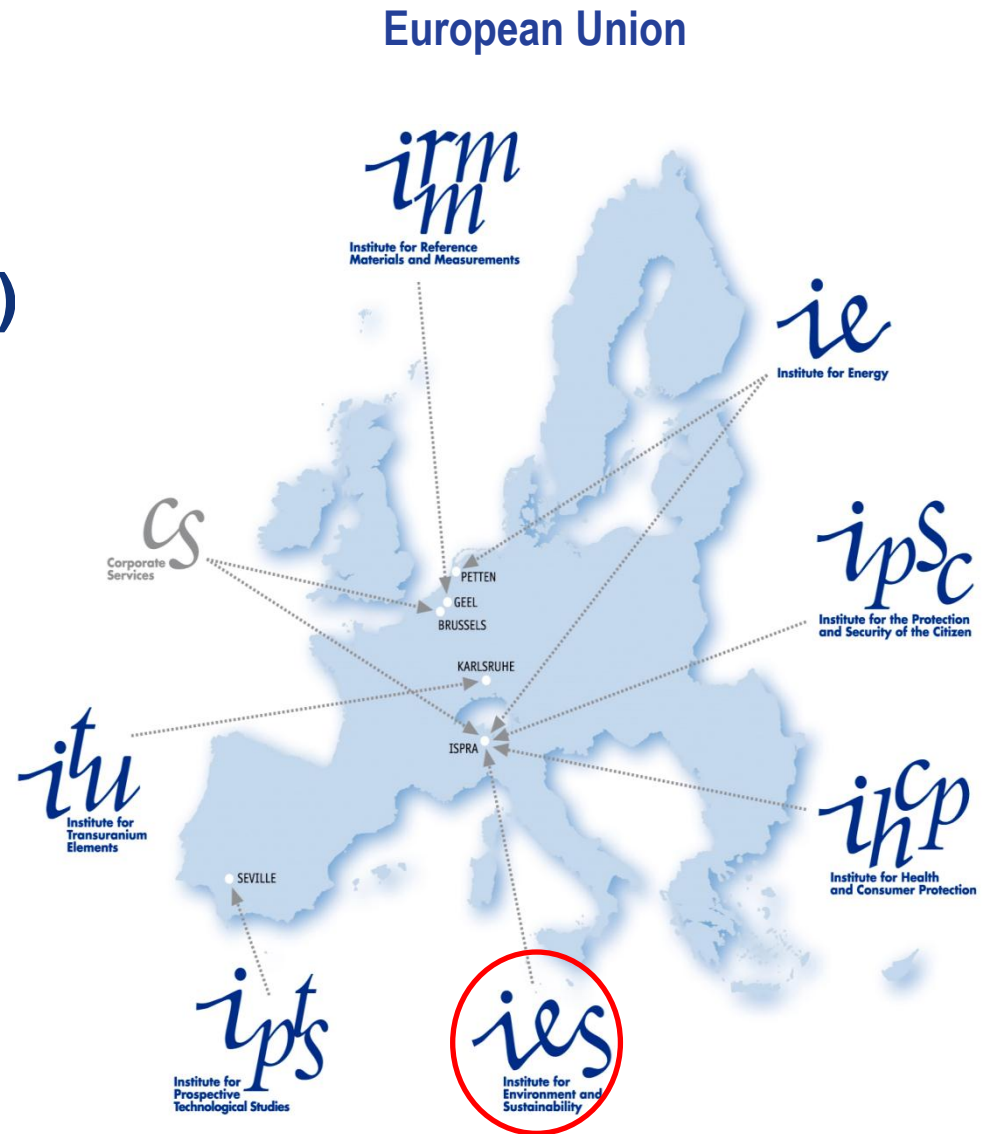 European Union
irmm
Institute for Reference
Materials and Measurements
)
ie
Institute for Energy
cs
Corporate
Services
ipsc
Institute for the Protection
and Security of the Citizen
PETTEN
GEEL
BRUSSELS
KARLSRUHE
ISPRA
itu
Institute for
Transuranium
Elements
ihcp
Institute for Health
and Consumer Protection
SEVILLE
ipts
Institute for
Prospective
Technological Studies
ies
Institute for
Environment and
Sustainability